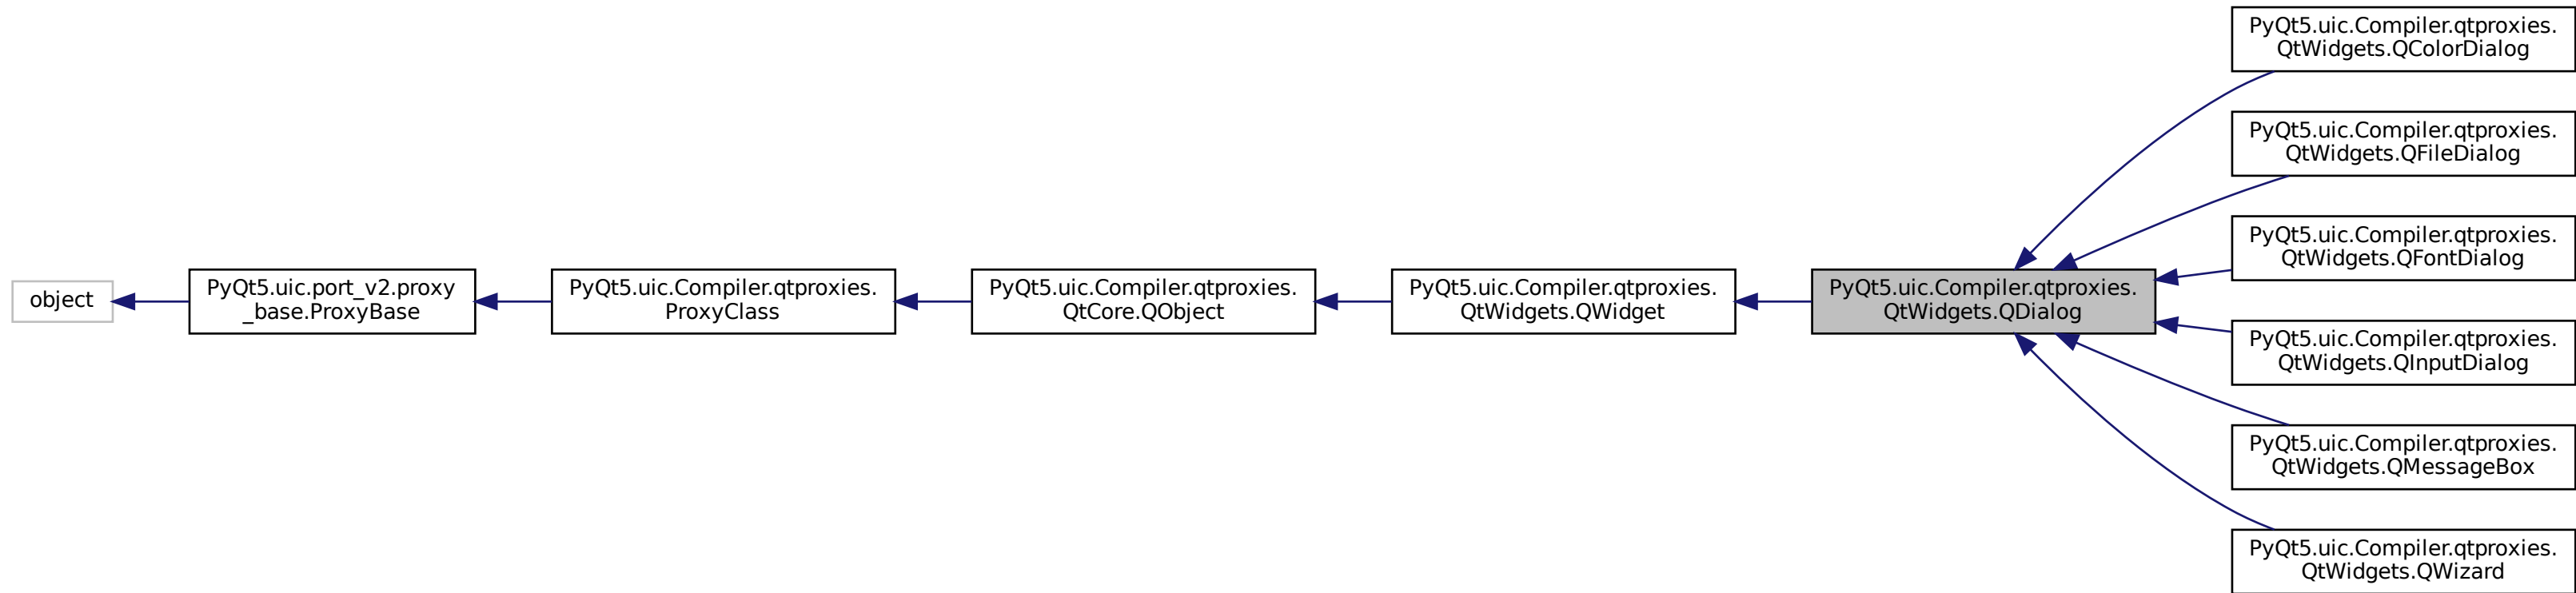 PyQt5.uic.Compiler.qtproxies.
QtWidgets.QColorDialog
PyQt5.uic.Compiler.qtproxies.
QtWidgets.QFileDialog
PyQt5.uic.Compiler.qtproxies.
QtWidgets.QFontDialog
object
PyQt5.uic.port_v2.proxy
_base.ProxyBase
PyQt5.uic.Compiler.qtproxies.
ProxyClass
PyQt5.uic.Compiler.qtproxies.
QtCore.QObject
PyQt5.uic.Compiler.qtproxies.
QtWidgets.QWidget
PyQt5.uic.Compiler.qtproxies.
QtWidgets.QDialog
PyQt5.uic.Compiler.qtproxies.
QtWidgets.QInputDialog
PyQt5.uic.Compiler.qtproxies.
QtWidgets.QMessageBox
PyQt5.uic.Compiler.qtproxies.
QtWidgets.QWizard